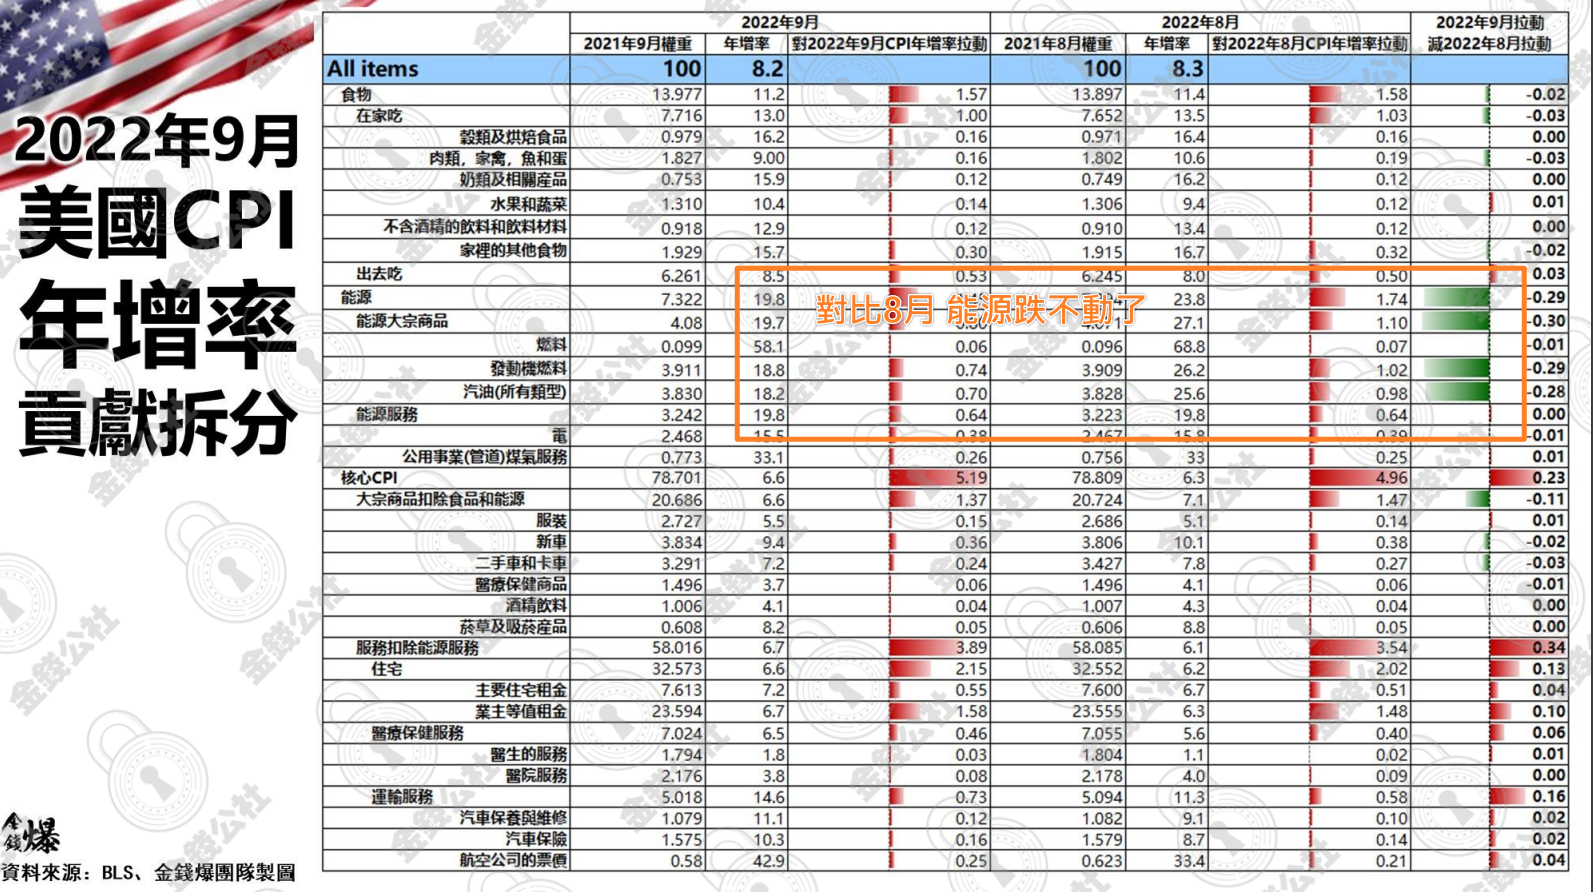 2022年9月
美國CPI
年增率
貢獻拆分
金錢爆
資料來源：BLS、金錢爆團隊製圖
2022年9月 2022年8月 2022年9月拉動
2021年9月權重 年增率 對2022年9月CPI年增率拉動 2021年8月權重 年增率 對2022年8月CPI年增率拉動 減2022年8月拉動
All items 100 8.2 100 8.3
食物 13.977 11.2 1.57 13.897 11.4 1.58 -0.02
在家吃 7.716 13.0 1.00 7.652 13.5 1.03 -0.03
穀類及烘焙食品 0.979 16.2 0.16 0.971 16.4 0.16 0.00
肉類，家禽，魚和蛋 1.827 9.00 0.16 1.802 10.6 0.19 -0.03
奶類及相關產品 0.753 15.9 0.12 0.749 16.2 0.12 0.00
水果和蔬菜 1.310 10.4 0.14 1.306 9.4 0.12 0.01
不含酒精的飲料和飲料材料 0.918 12.9 0.12 0.910 13.4 0.12 0.00
家裡的其他食物 1.929 15.7 0.30 1.915 16.7 0.32 -0.02
出去吃 6.261 8.5 0.53 6.245 8.0 0.50 0.03
能源 7.322 19.8 23.8 1.74 -0.29
對比8月 能源跌不動了
能源大宗商品 4.08 19.7 27.1 1.10 -0.30
燃料 0.099 58.1 0.06 0.096 68.8 0.07 -0.01
發動機燃料 3.911 18.8 0.74 3.909 26.2 1.02 -0.29
汽油(所有類型) 3.830 18.2 0.70 3.828 25.6 0.98 -0.28
能源服務 3.242 19.8 0.64 3.223 19.8 0.64 0.00
電 2.468 15.5 0.38 2.467 15.8 0.39 -0.01
公用事業(管道)煤氣服務 0.773 33.1 0.26 0.756 33 0.25 0.01
核心CPI 78.701 6.6 5.19 78.809 6.3 4.96 0.23
大宗商品扣除食品和能源 20.686 6.6 1.37 20.724 7.1 1.47 -0.11
服裝 2.727 5.5 0.15 2.686 5.1 0.14 0.01
新車 3.834 9.4 0.36 3.806 10.1 0.38 -0.02
二手車和卡車 3.291 7.2 0.24 3.427 7.8 0.27 -0.03
醫療保健商品 1.496 3.7 0.06 1.496 4.1 0.06 -0.01
酒精飲料 1.006 4.1 0.04 1.007 4.3 0.04 0.00
菸草及吸菸產品 0.608 8.2 0.05 0.606 8.8 0.05 0.00
服務扣除能源服務 58.016 6.7 3.89 58.085 6.1 3.54 0.34
住宅 32.573 6.6 2.15 32.552 6.2 2.02 0.13
主要住宅租金 7.613 7.2 0.55 7.600 6.7 0.51 0.04
業主等值租金 23.594 6.7 1.58 23.555 6.3 1.48 0.10
醫療保健服務 7.024 6.5 0.46 7.055 5.6 0.40 0.06
醫生的服務 1.794 1.8 0.03 1.804 1.1 0.02 0.01
醫院服務 2.176 3.8 0.08 2.178 4.0 0.09 0.00
運輸服務 5.018 14.6 0.73 5.094 11.3 0.58 0.16
汽車保養與維修 1.079 11.1 0.12 1.082 9.1 0.10 0.02
汽車保險 1.575 10.3 0.16 1.579 8.7 0.14 0.02
航空公司的票價 0.58 42.9 0.25 0.623 33.4 0.21 0.04
金錢公社